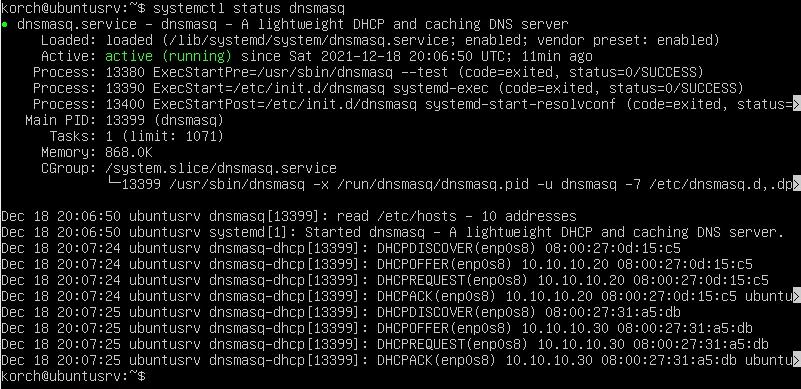 korch@ubuntusrv:~$ systemctl status dnsmasq
● dnsmasq.service - dnsmasq - A lightweight DHCP and caching DNS server
     Loaded: loaded (/lib/systemd/system/dnsmasq.service; enabled; vendor preset: enabled)
     Active: active (running) since Sat 2021-12-18 20:06:50 UTC; 11min ago
    Process: 13380 ExecStartPre=/usr/sbin/dnsmasq --test (code=exited, status=0/SUCCESS)
    Process: 13390 ExecStart=/etc/init.d/dnsmasq systemd-exec (code=exited, status=0/SUCCESS)
    Process: 13400 ExecStartPost=/etc/init.d/dnsmasq systemd-start-resolvconf (code=exited, status=>
   Main PID: 13399 (dnsmasq)
      Tasks: 1 (limit: 1071)
     Memory: 868.0K
     CGroup: /system.slice/dnsmasq.service
             └─13399 /usr/sbin/dnsmasq -x /run/dnsmasq/dnsmasq.pid -u dnsmasq -7 /etc/dnsmasq.d,.dp>

Dec 18 20:06:50 ubuntusrv dnsmasq[13399]: read /etc/hosts - 10 addresses
Dec 18 20:06:50 ubuntusrv systemd[1]: Started dnsmasq - A lightweight DHCP and caching DNS server.
Dec 18 20:07:24 ubuntusrv dnsmasq-dhcp[13399]: DHCPDISCOVER(enp0s8) 08:00:27:0d:15:c5
Dec 18 20:07:24 ubuntusrv dnsmasq-dhcp[13399]: DHCPOFFER(enp0s8) 10.10.10.20 08:00:27:0d:15:c5
Dec 18 20:07:24 ubuntusrv dnsmasq-dhcp[13399]: DHCPREQUEST(enp0s8) 10.10.10.20 08:00:27:0d:15:c5
Dec 18 20:07:24 ubuntusrv dnsmasq-dhcp[13399]: DHCPACK(enp0s8) 10.10.10.20 08:00:27:0d:15:c5 ubuntu>
Dec 18 20:07:25 ubuntusrv dnsmasq-dhcp[13399]: DHCPDISCOVER(enp0s8) 08:00:27:31:a5:db
Dec 18 20:07:25 ubuntusrv dnsmasq-dhcp[13399]: DHCPOFFER(enp0s8) 10.10.10.30 08:00:27:31:a5:db
Dec 18 20:07:25 ubuntusrv dnsmasq-dhcp[13399]: DHCPREQUEST(enp0s8) 10.10.10.30 08:00:27:31:a5:db
Dec 18 20:07:25 ubuntusrv dnsmasq-dhcp[13399]: DHCPACK(enp0s8) 10.10.10.30 08:00:27:31:a5:db ubuntu>
korch@ubuntusrv:~$